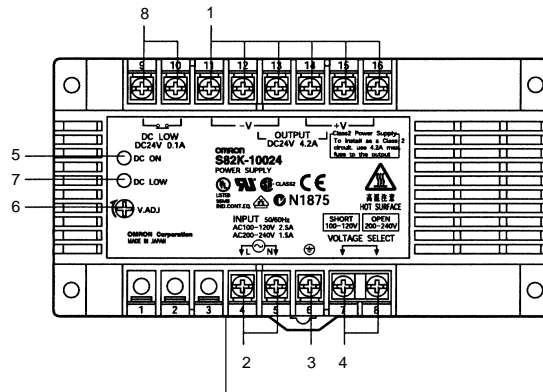 8 1
9 10 11 12 13 14 15 16
-V +V
DC LOW
DC24V 0.1A
OUTPUT
DC24V 4.2A
Class2 Power Supply
To Install as a Class 2
circuit, use 4.2A max.
fuse to the output
5 DC ON
omron
S82K-10024
POWER SUPPLY
7 DC LOW
LISTED
IND.CONT.EQ.
CLASS2
CE
N1875
高温注意
HOT SURFACE
6 V.ADJ
INPUT 50/60Hz
AC100-120V 2.5A
AC200-240V 1.5A
SHORT
100-120V
OPEN
200-240V
VOLTAGE SELECT
OMRON Corporation
MADE IN JAPAN
L N
1 2 3 4 5 6 7 8
2 3 4